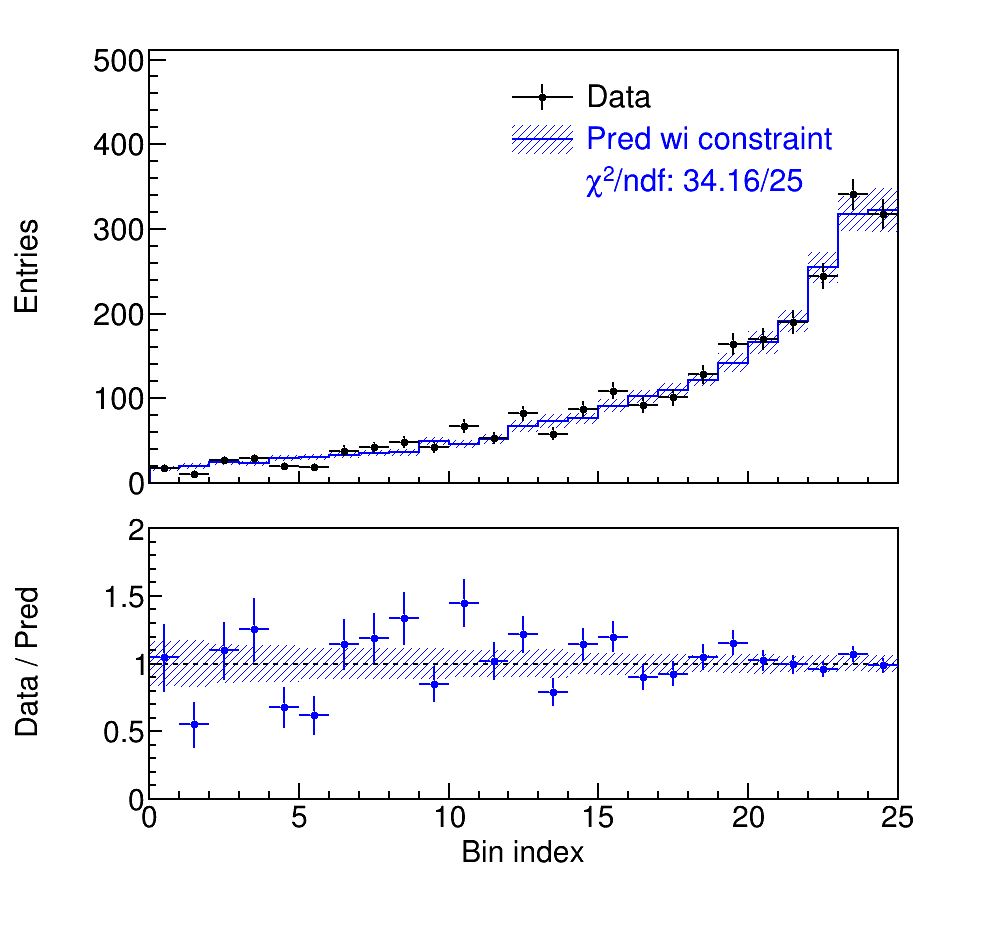 500
400
300
200
100
0
Entries
Data
Pred wi constraint
χ²/ndf: 34.16/25
2
1.5
1
0.5
0
Data / Pred
0 5 10 15 20 25
Bin index